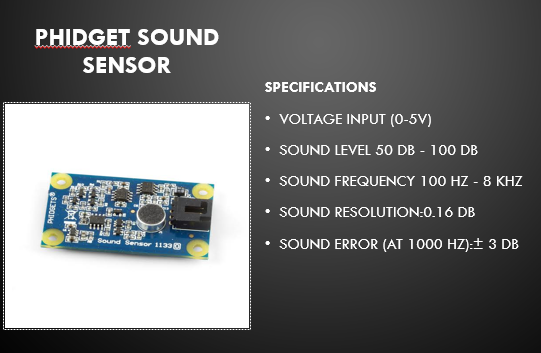 PHIDGET SOUND
SENSOR
SPECIFICATIONS
• VOLTAGE INPUT (0-5V)
• SOUND LEVEL 50 DB - 100 DB
• SOUND FREQUENCY 100 HZ - 8 KHZ
• SOUND RESOLUTION:0.16 DB
• SOUND ERROR (AT 1000 HZ):± 3 DB
PHIDGETS®
Sound Sensor 1133